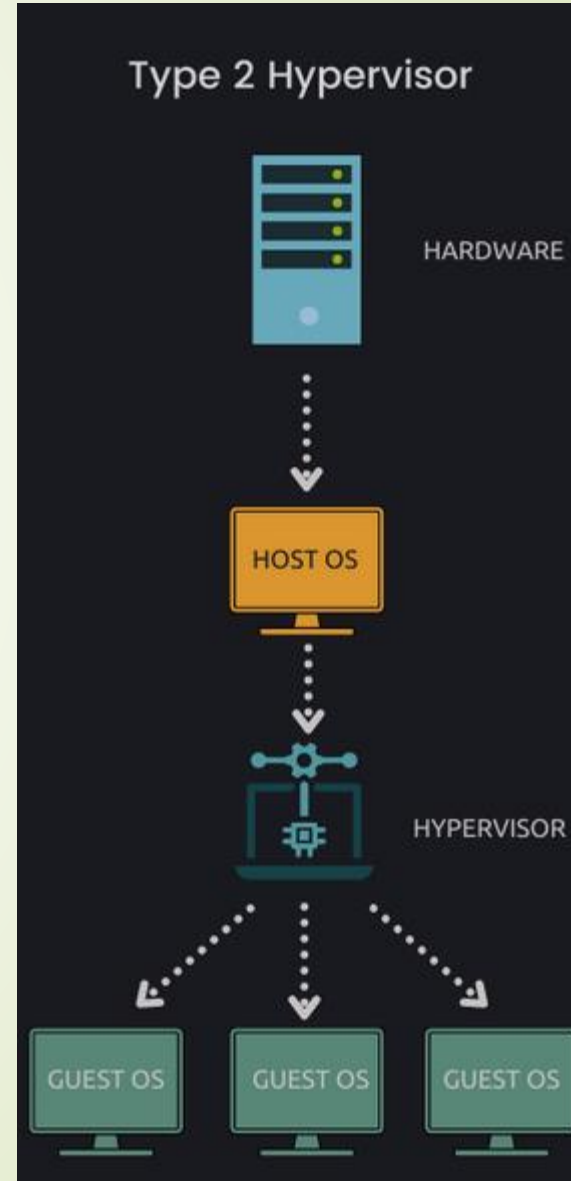 Type 2 Hypervisor
HARDWARE
HOST OS
HYPERVISOR
GUEST OS
GUEST OS
GUEST OS